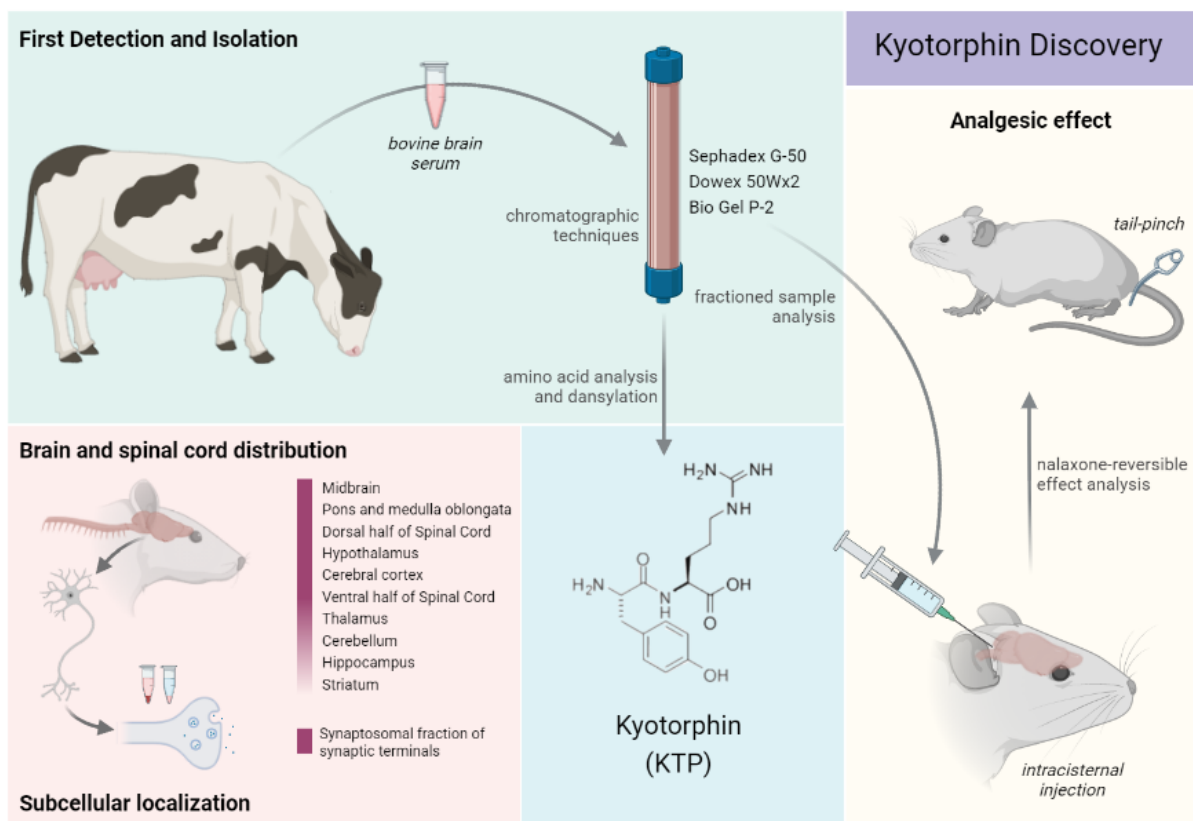 First Detection and Isolation
bovine brain
serum
chromatographic
techniques
Sephadex G-50
Dowex 50Wx2
Bio Gel P-2
fractioned sample
analysis
amino acid analysis
and dansylation
Kyotorphin Discovery
Analgesic effect
tail-pinch
nalaxone-reversible
effect analysis
intracisternal
injection
Brain and spinal cord distribution
Midbrain
Pons and medulla oblongata
Dorsal half of Spinal Cord
Hypothalamus
Cerebral cortex
Ventral half of Spinal Cord
Thalamus
Cerebellum
Hippocampus
Striatum
Synaptosomal fraction of
synaptic terminals
Subcellular localization
H₂N
NH
NH
O
H₂N
N
H
OH
O
OH
Kyotorphin
(KTP)